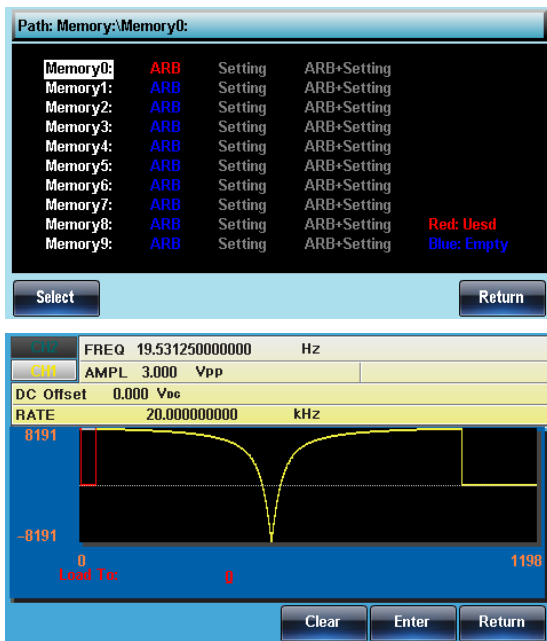 Path: Memory:\Memory0:
Memory0: ARB Setting ARB+Setting
Memory1: ARB Setting ARB+Setting
Memory2: ARB Setting ARB+Setting
Memory3: ARB Setting ARB+Setting
Memory4: ARB Setting ARB+Setting
Memory5: ARB Setting ARB+Setting
Memory6: ARB Setting ARB+Setting
Memory7: ARB Setting ARB+Setting
Memory8: ARB Setting ARB+Setting Red: Uesd
Memory9: ARB Setting ARB+Setting Blue: Empty
Select Return
CH2 FREQ 19.531250000000 Hz
CH1 AMPL 3.000 VPP
DC Offset 0.000 VDC
RATE 20.000000000 kHz
8191
-8191
0 1198
Load To: 0
Clear Enter Return